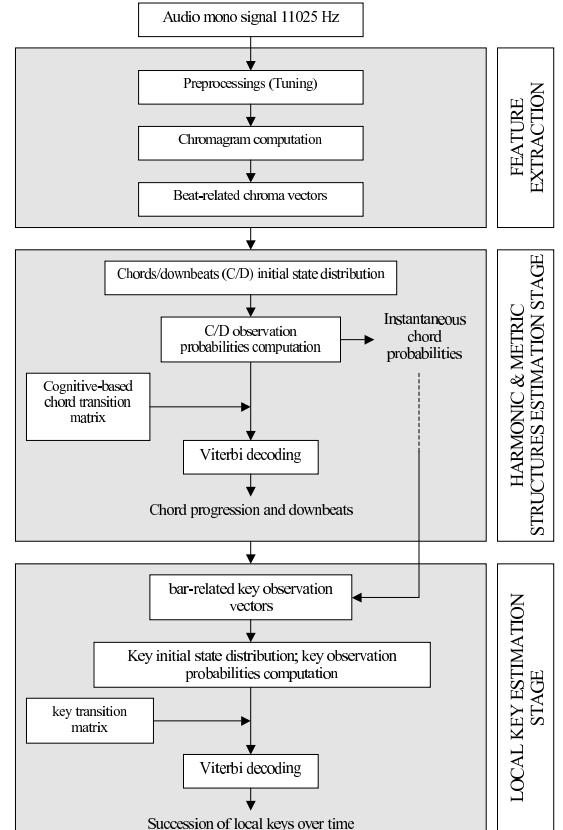 Audio mono signal 11025 Hz
Preprocessings (Tuning)
Chromagram computation
Beat-related chroma vectors
FEATURE
EXTRACTION
Chords/downbeats (C/D) initial state distribution
C/D observation
probabilities computation
Instantaneous
chord
probabilities
Cognitive-based
chord transition
matrix
Viterbi decoding
Chord progression and downbeats
HARMONIC & METRIC
STRUCTURES ESTIMATION STAGE
bar-related key observation
vectors
Key initial state distribution; key observation
probabilities computation
key transition
matrix
Viterbi decoding
Succession of local keys over time
LOCAL KEY ESTIMATION
STAGE